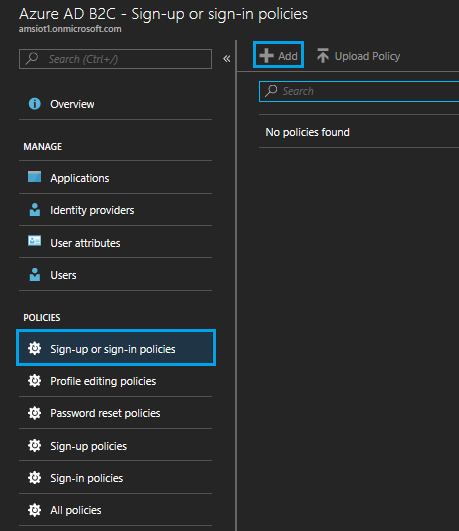 Azure AD B2C - Sign-up or sign-in policies
amsiot1.onmicrosoft.com
Search (Ctrl+/)
«
Add
Upload Policy
Search
Overview
No policies found
MANAGE
Applications
Identity providers
User attributes
Users
POLICIES
Sign-up or sign-in policies
Profile editing policies
Password reset policies
Sign-up policies
Sign-in policies
All policies